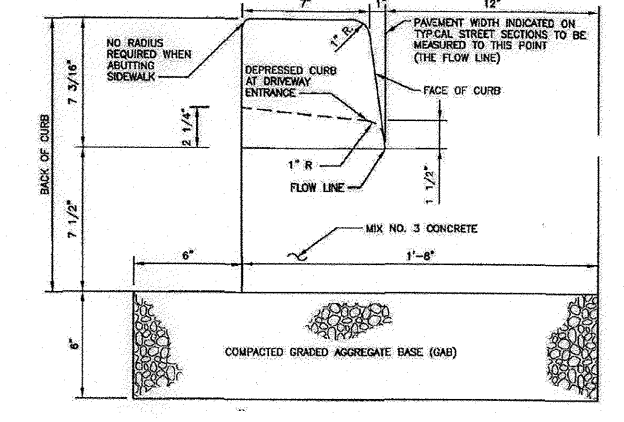 7"
1"
12"
NO RADIUS
REQUIRED WHEN
ABUTTING
SIDEWALK
1" R.
PAVEMENT WIDTH INDICATED ON
TYPCAL STREET SECTIONS TO BE
MEASURED TO THIS POINT
(THE FLOW LINE)
DEPRESSED CURB
AT DRIVEWAY
ENTRANCE
FACE OF CURB
7 3/16"
2 1/4"
BACK OF CURB
1" R
FLOW LINE
1 1/2"
7 1/2"
MIX NO. 3 CONCRETE
6"
1'-8"
6"
COMPACTED GRADED AGGREGATE BASE (GAB)